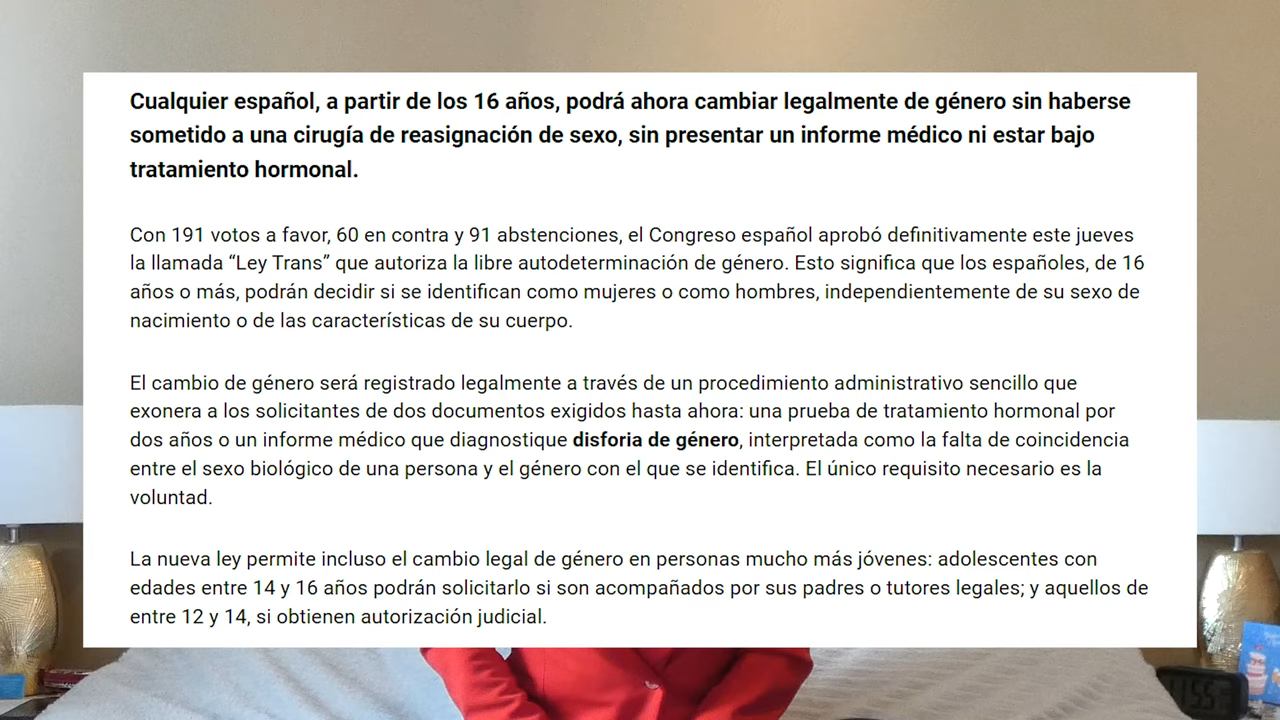 Cualquier español, a partir de los 16 años, podrá ahora cambiar legalmente de género sin haberse
sometido a una cirugía de reasignación de sexo, sin presentar un informe médico ni estar bajo
tratamiento hormonal.
Con 191 votos a favor, 60 en contra y 91 abstenciones, el Congreso español aprobó definitivamente este jueves
la llamada “Ley Trans” que autoriza la libre autodeterminación de género. Esto significa que los españoles, de 16
años o más, podrán decidir si se identifican como mujeres o como hombres, independientemente de su sexo de
nacimiento o de las características de su cuerpo.
El cambio de género será registrado legalmente a través de un procedimiento administrativo sencillo que
exonera a los solicitantes de dos documentos exigidos hasta ahora: una prueba de tratamiento hormonal por
dos años o un informe médico que diagnostique disforia de género, interpretada como la falta de coincidencia
entre el sexo biológico de una persona y el género con el que se identifica. El único requisito necesario es la
voluntad.
La nueva ley permite incluso el cambio legal de género en personas mucho más jóvenes: adolescentes con
edades entre 14 y 16 años podrán solicitarlo si son acompañados por sus padres o tutores legales; y aquellos de
entre 12 y 14, si obtienen autorización judicial.